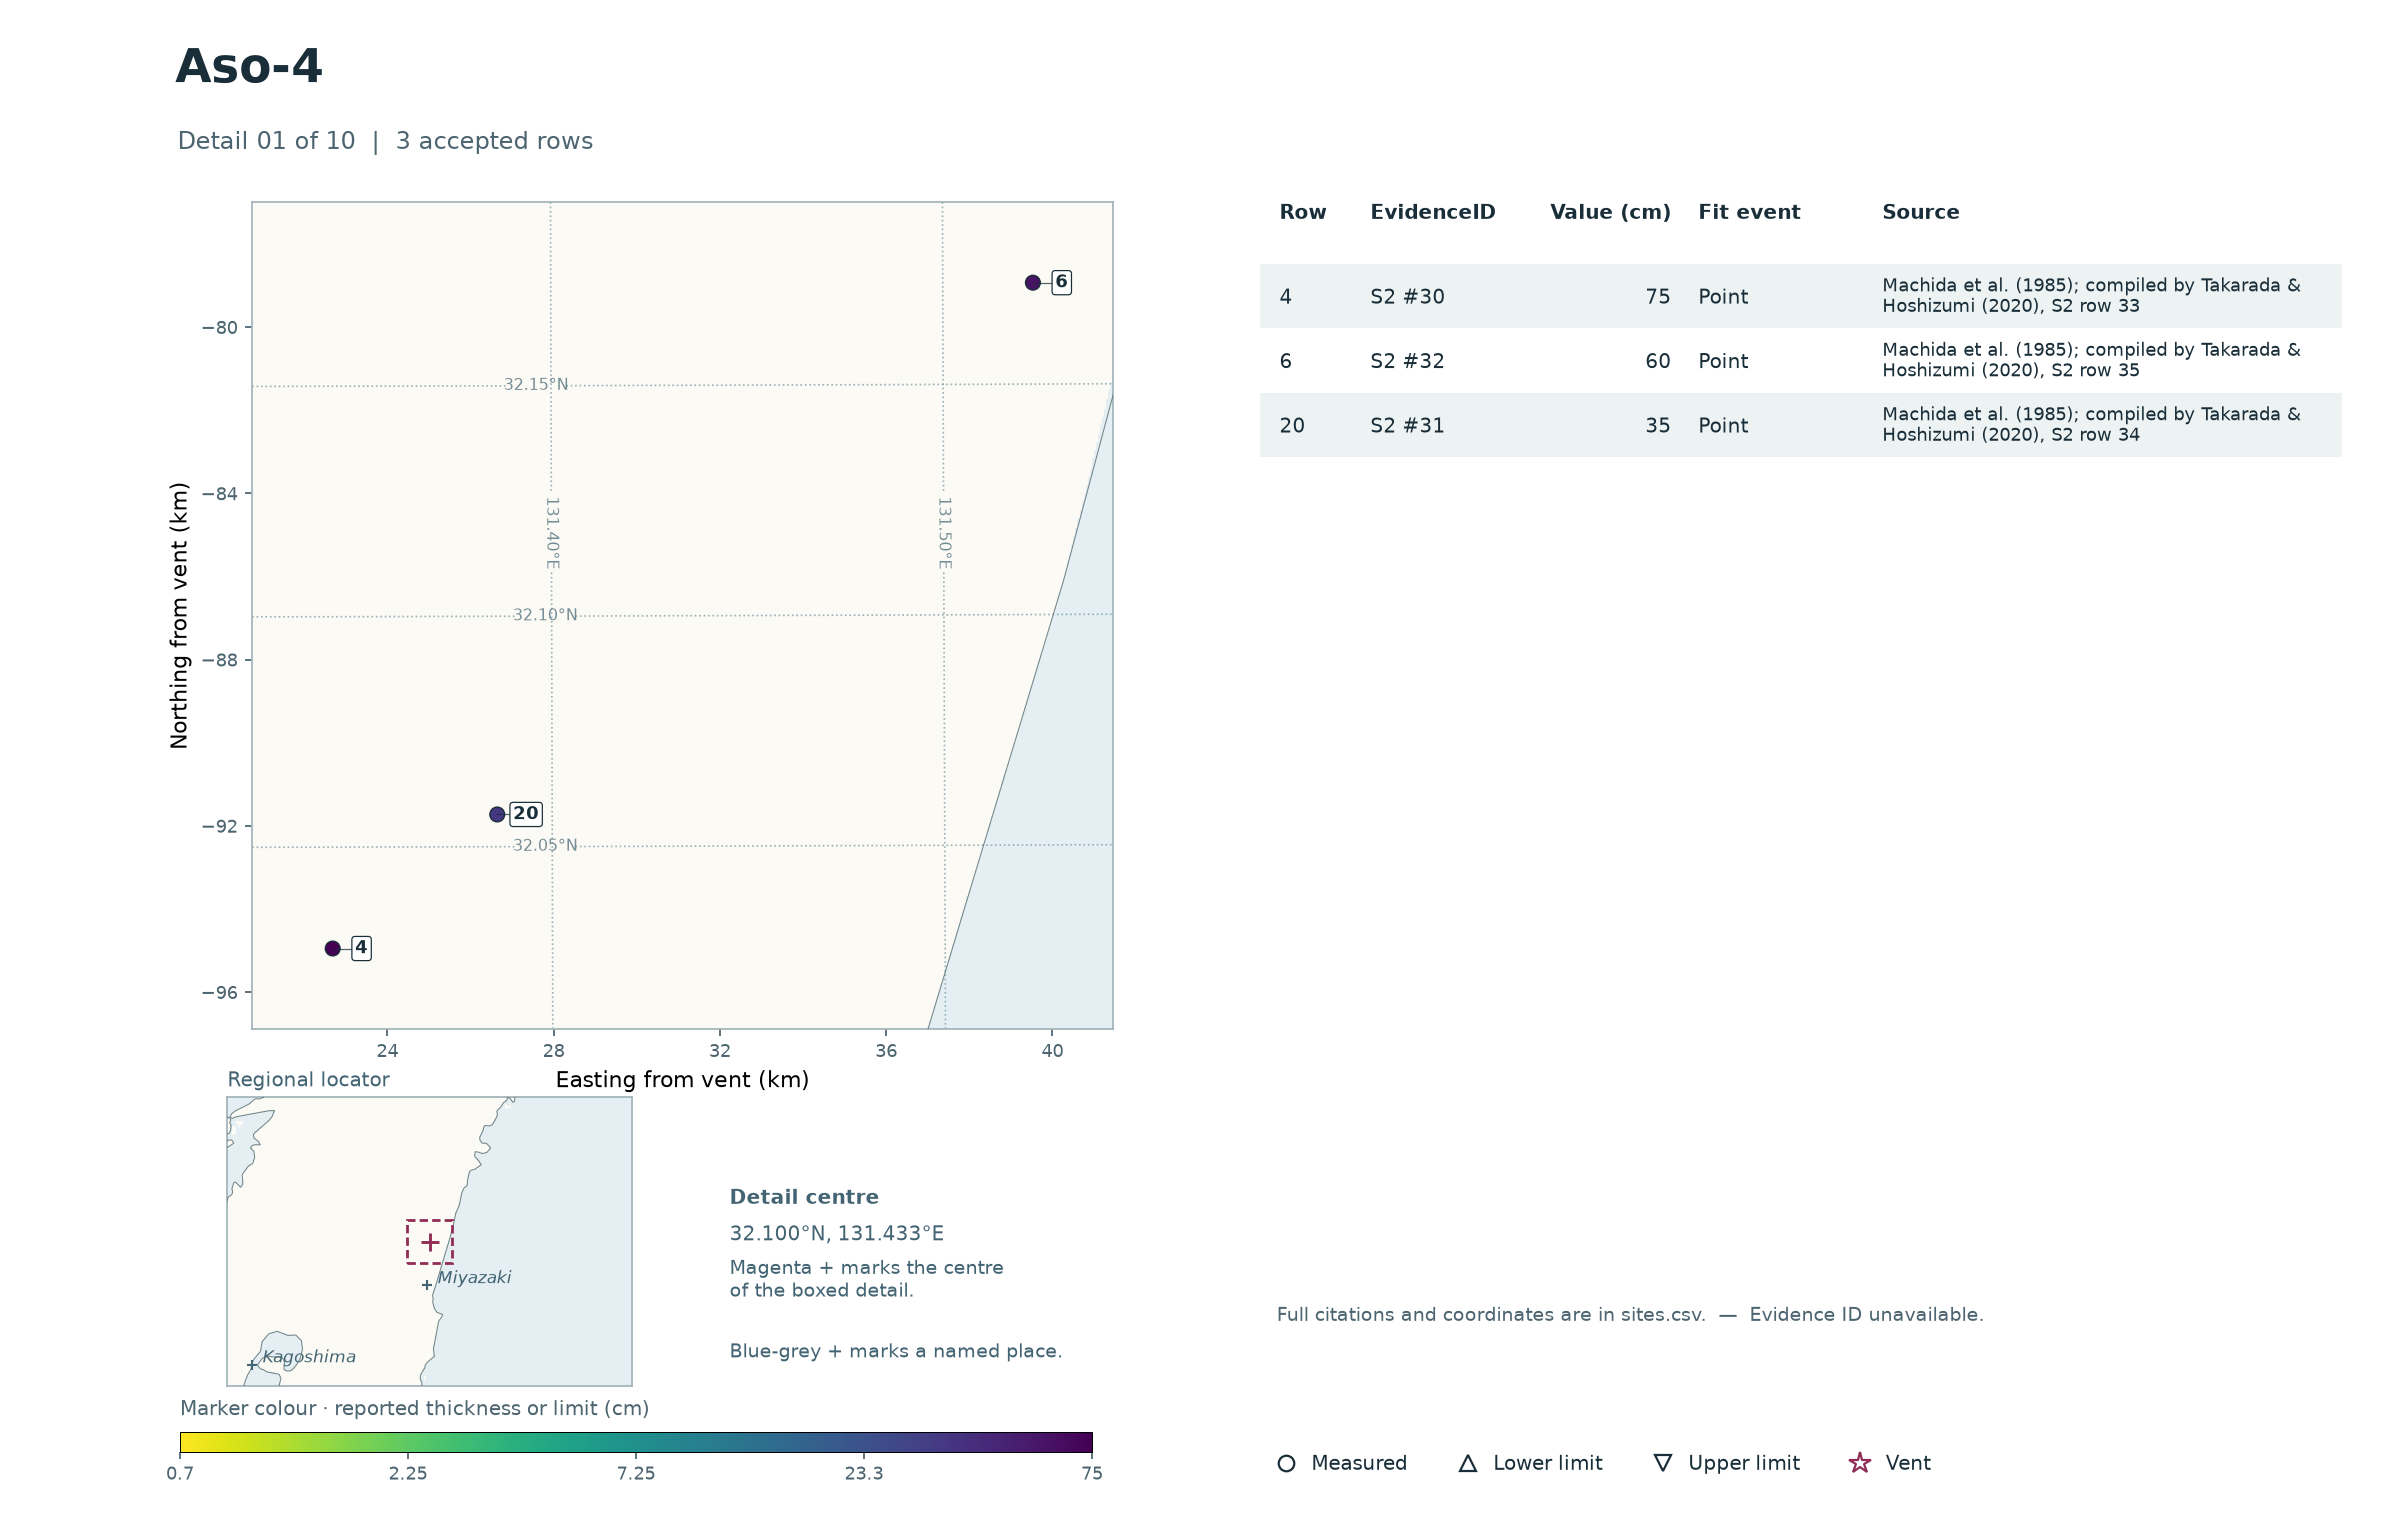 Aso-4
Detail 01 of 10 | 3 accepted rows
Row EvidenceID Value (cm) Fit event Source
4 S2 #30 75 Point Machida et al. (1985); compiled by Takarada &
Hoshizumi (2020), S2 row 33
6 S2 #32 60 Point Machida et al. (1985); compiled by Takarada &
Hoshizumi (2020), S2 row 35
20 S2 #31 35 Point Machida et al. (1985); compiled by Takarada &
Hoshizumi (2020), S2 row 34
Northing from vent (km)
−80
−84
−88
−92
−96
6
20
4
32.15°N
32.10°N
32.05°N
131.40°E
131.50°E
24 28 32 36 40
Easting from vent (km)
Regional locator
Miyazaki
Kagoshima
Detail centre
32.100°N, 131.433°E
Magenta + marks the centre
of the boxed detail.
Blue-grey + marks a named place.
Full citations and coordinates are in sites.csv. — Evidence ID unavailable.
Marker colour · reported thickness or limit (cm)
0.7 2.25 7.25 23.3 75
Measured Lower limit Upper limit Vent